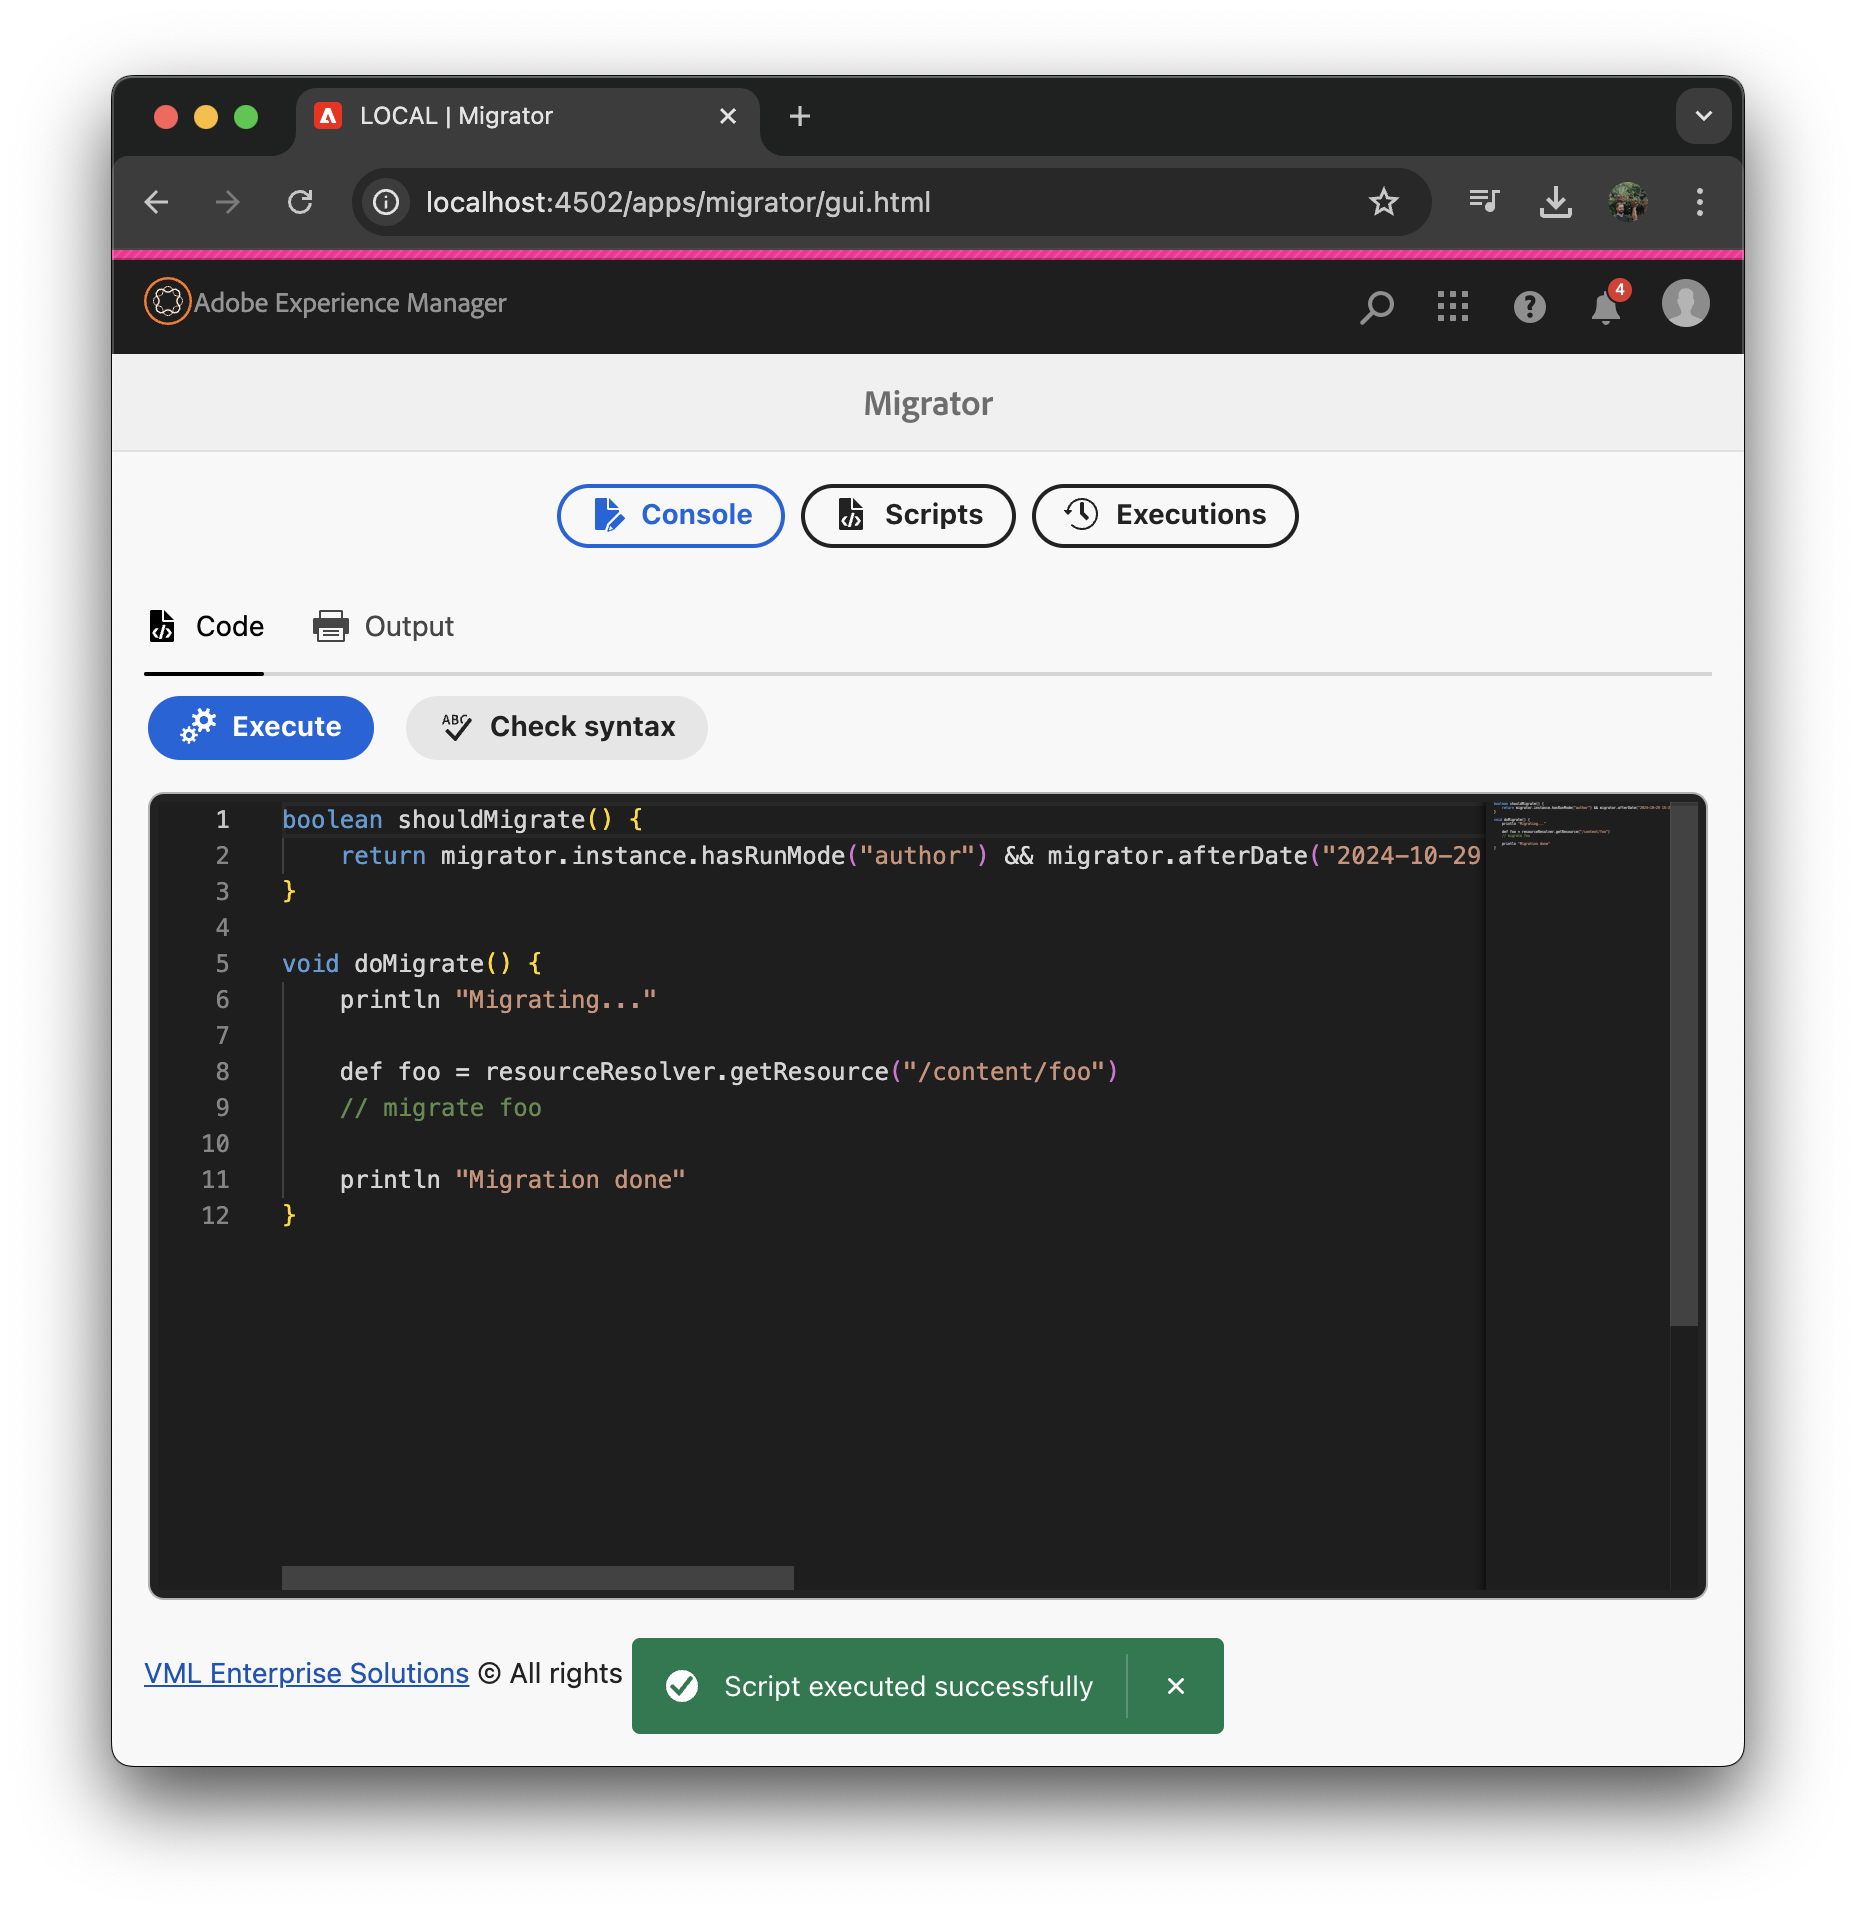 LOCAL | Migrator
localhost:4502/apps/migrator/gui.html
Adobe Experience Manager
4
Migrator
Console Scripts Executions
Code Output
Execute ABC Check syntax
1 boolean shouldMigrate() {
2 return migrator.instance.hasRunMode("author") && migrator.afterDate("2024-10-29
3 }
4
5 void doMigrate() {
6 println "Migrating..."
7
8 def foo = resourceResolver.getResource("/content/foo")
9 // migrate foo
10
11 println "Migration done"
12 }
VML Enterprise Solutions © All rights
Script executed successfully